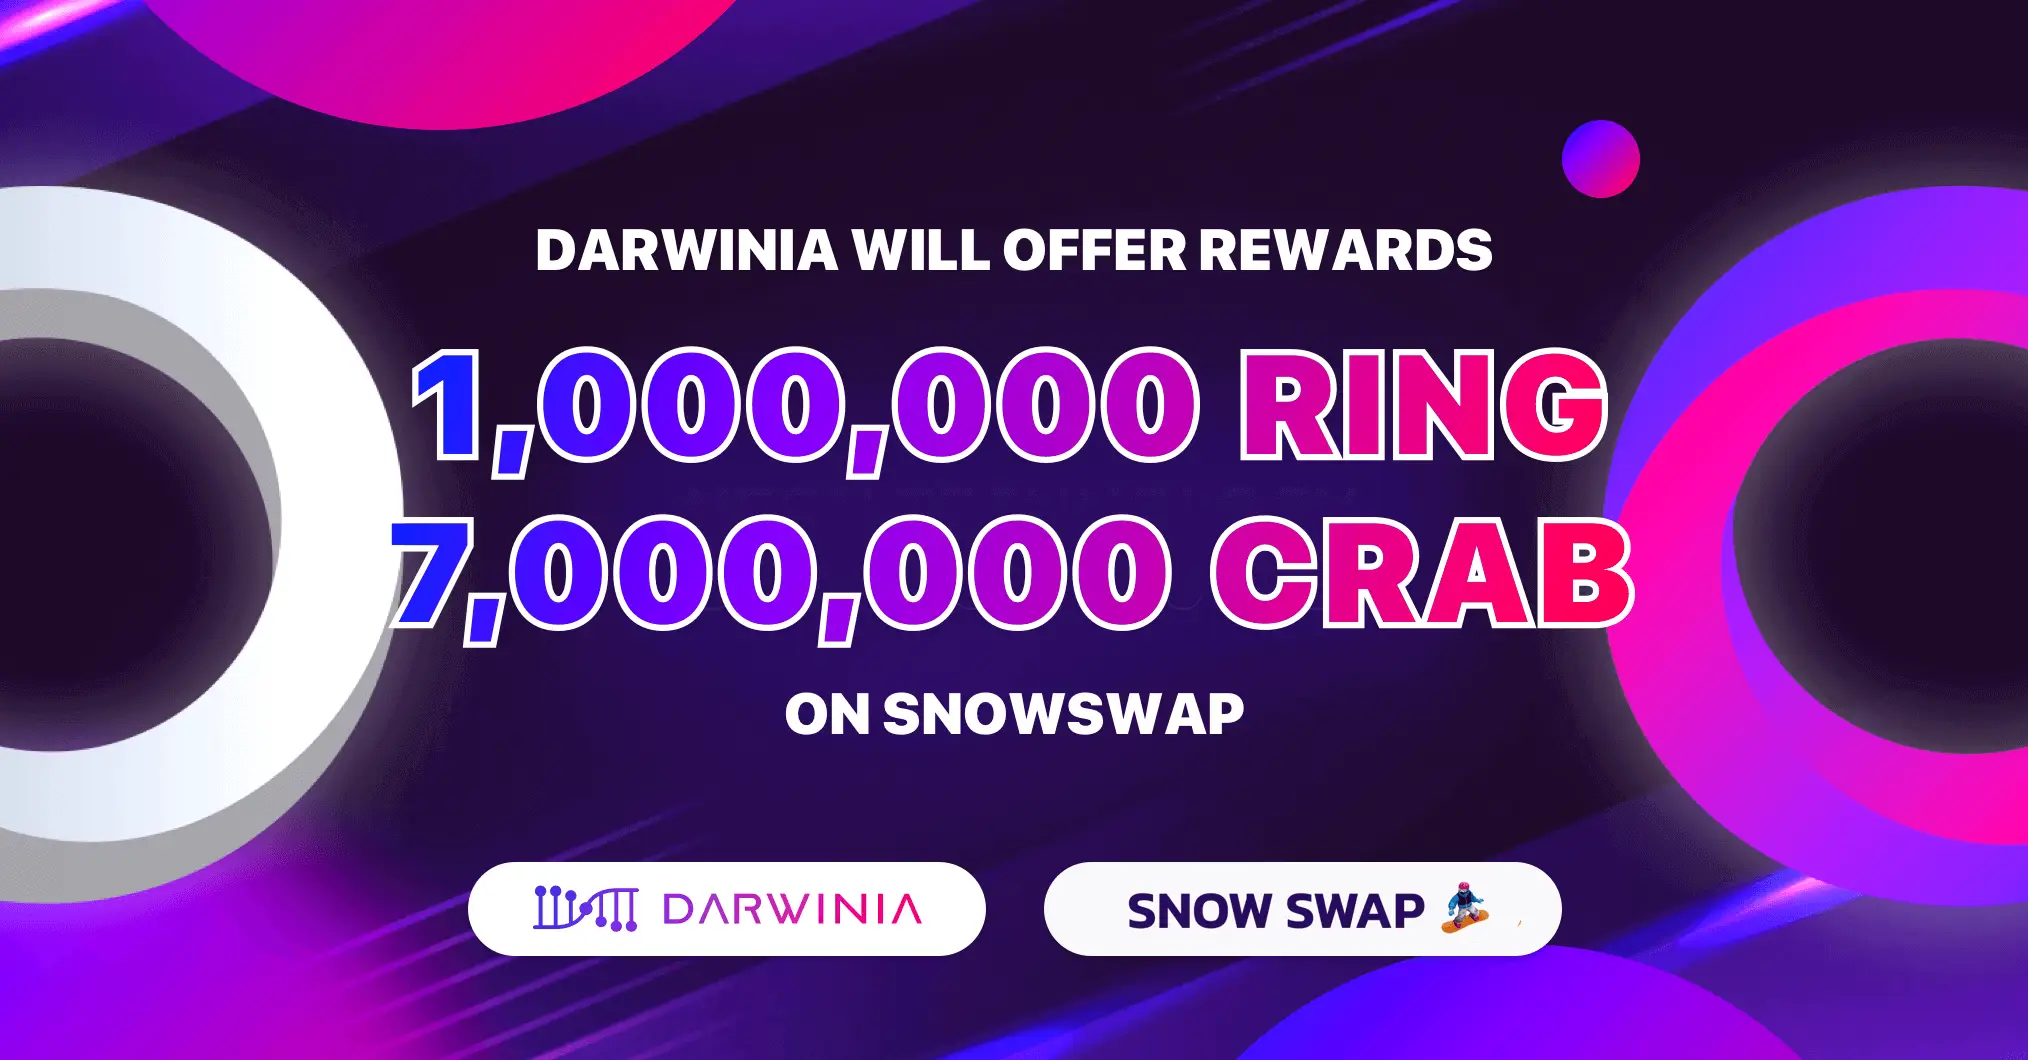 DARWINIA WILL OFFER REWARDS
1,000,000 RING
7,000,000 CRAB
ON SNOWSWAP
DARWINIA
SNOW SWAP